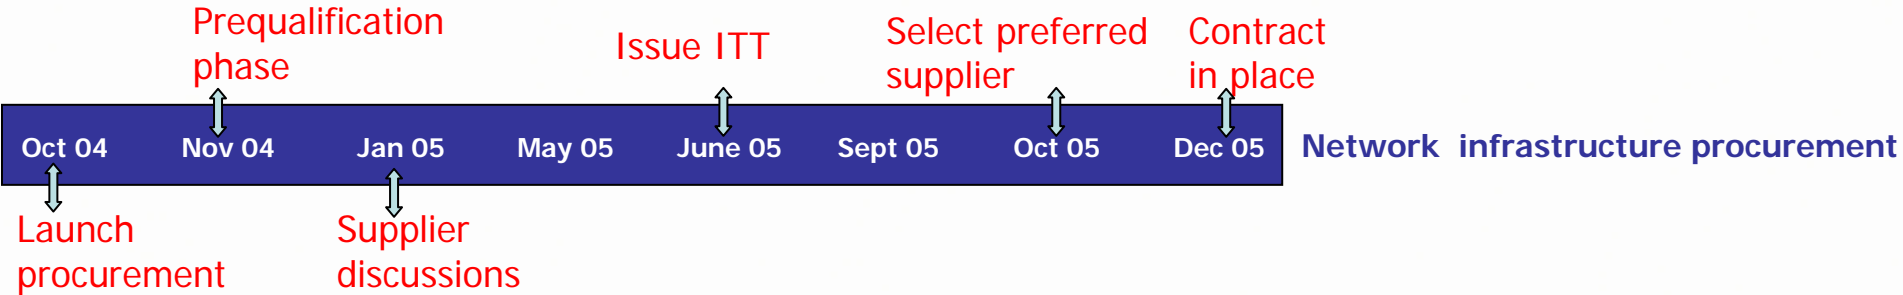 Prequalification
phase
Issue ITT
Select preferred
supplier
Contract
in place
Oct 04 Nov 04 Jan 05 May 05 June 05 Sept 05 Oct 05 Dec 05 Network infrastructure procurement
Launch
procurement
Supplier
discussions